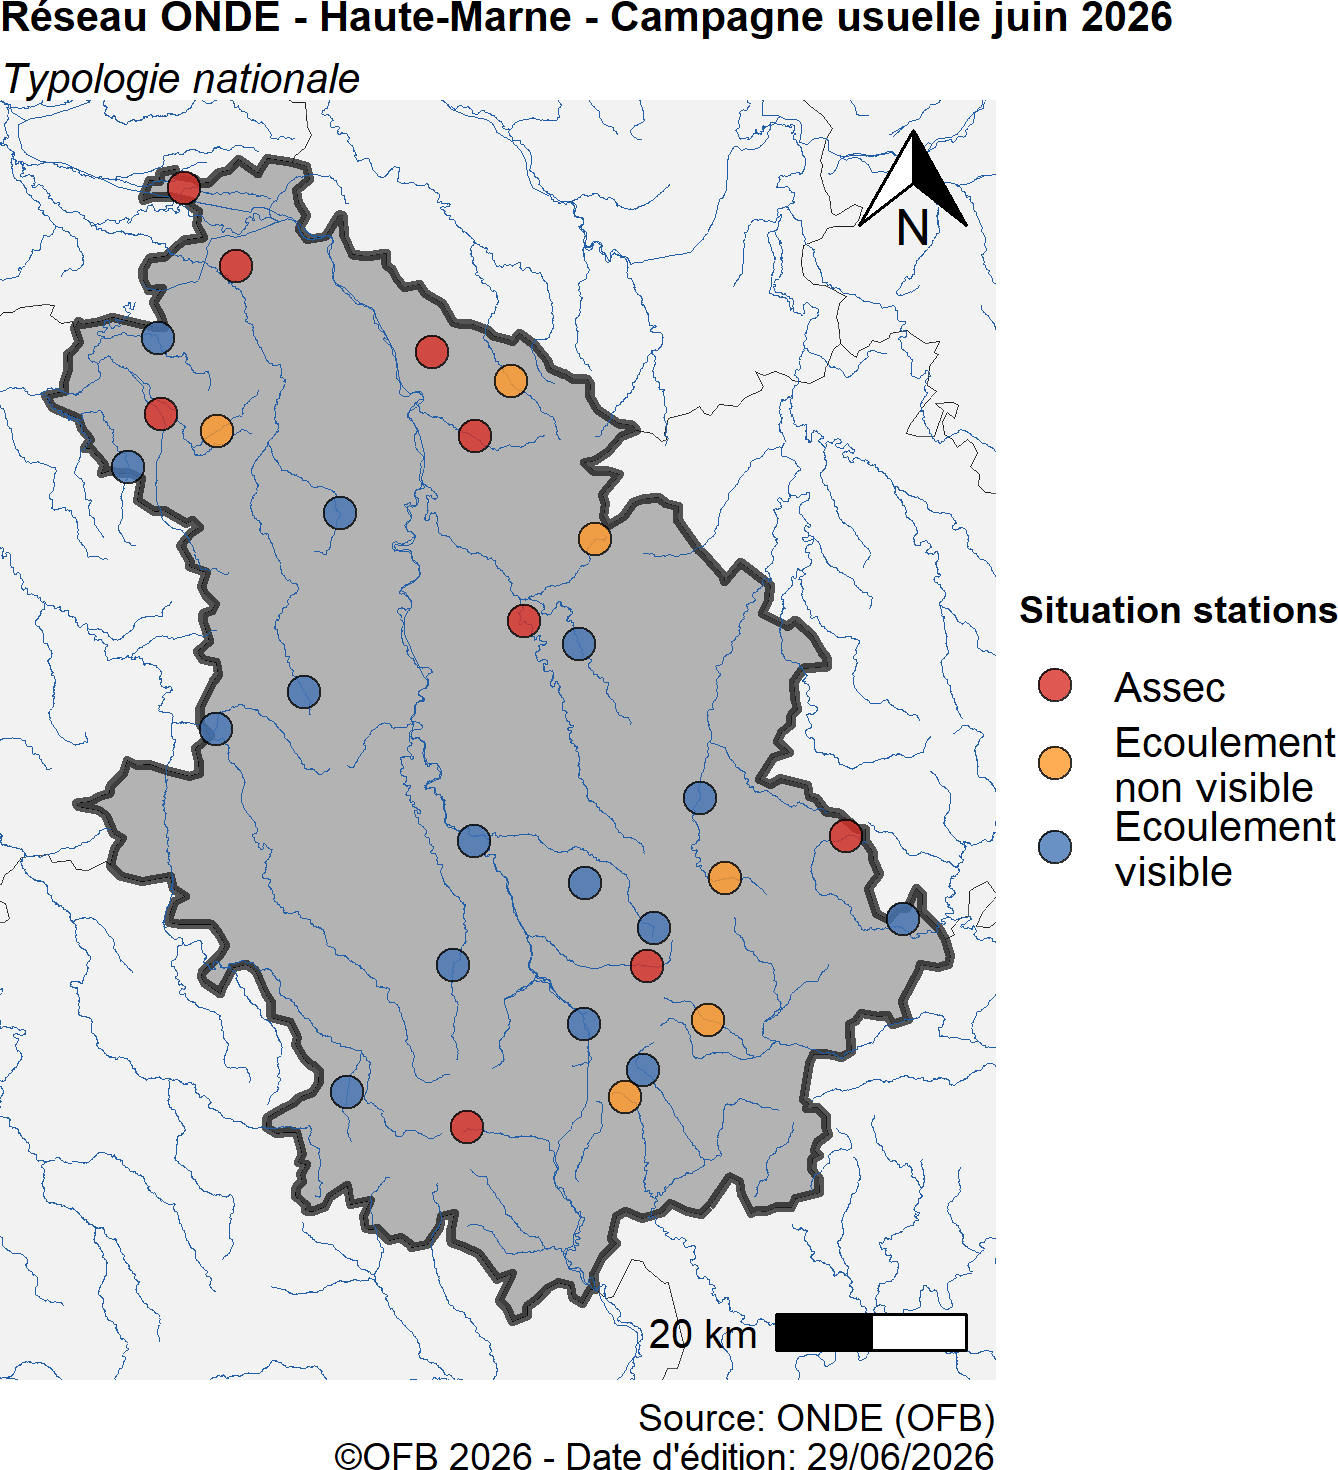 Réseau ONDE - Haute-Marne - Campagne usuelle juin 2026
Typologie nationale
N
Situation stations
Assec
Ecoulement
non visible
Ecoulement
visible
20 km
Source: ONDE (OFB)
©OFB 2026 - Date d'édition: 29/06/2026